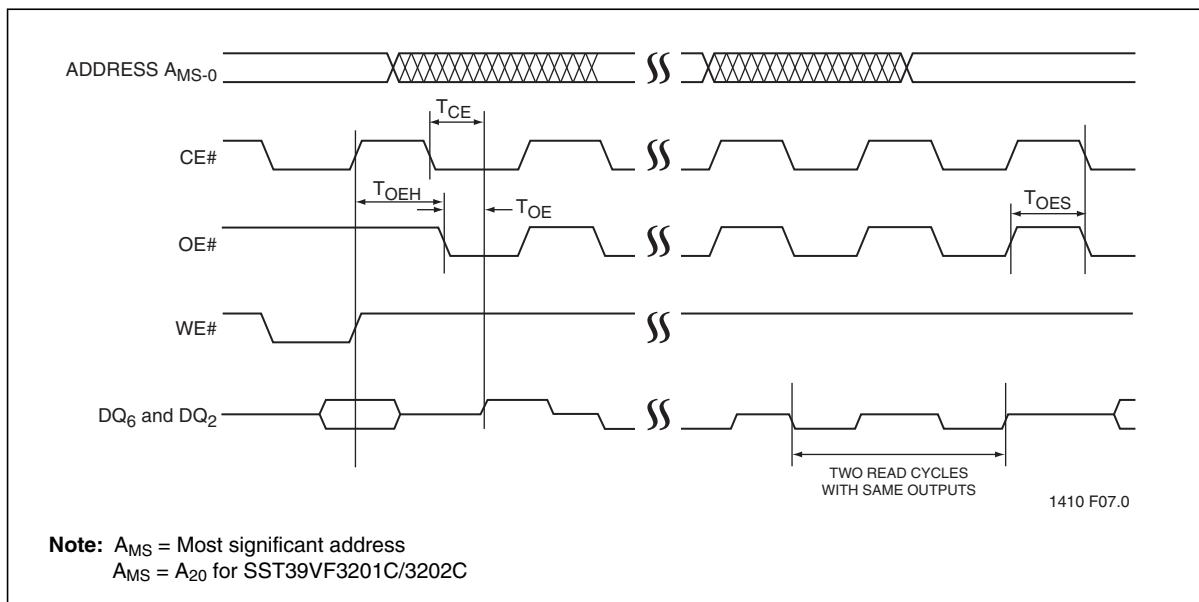 ADDRESS AMS-0
TCE
CE#
TOEH
TOE
TOES
OE#
WE#
DQ6 and DQ2
TWO READ CYCLES
WITH SAME OUTPUTS
1410 F07.0
Note: AMS = Most significant address
AMS = A20 for SST39VF3201C/3202C